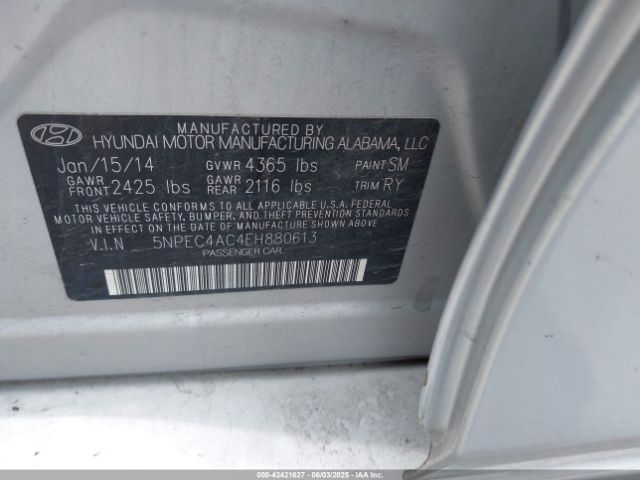 MANUFACTURED BY
HYUNDAI MOTOR MANUFACTURING ALABAMA, LLC
Jan/15/14 GVWR 4365 lbs PAINT SM
GAWR FRONT 2425 lbs GAWR REAR 2116 lbs TRIM RY
THIS VEHICLE CONFORMS TO ALL APPLICABLE U.S. FEDERAL
MOTOR VEHICLE SAFETY, BUMPER, AND THEFT PREVENTION STANDARDS
IN EFFECT ON THE DATE OF MANUFACTURE SHOWN ABOVE.
V.I.N 5NPEC4AC4EH880613
PASSENGER CAR
000-42421627 - 06/03/2025 - IAAI.COM